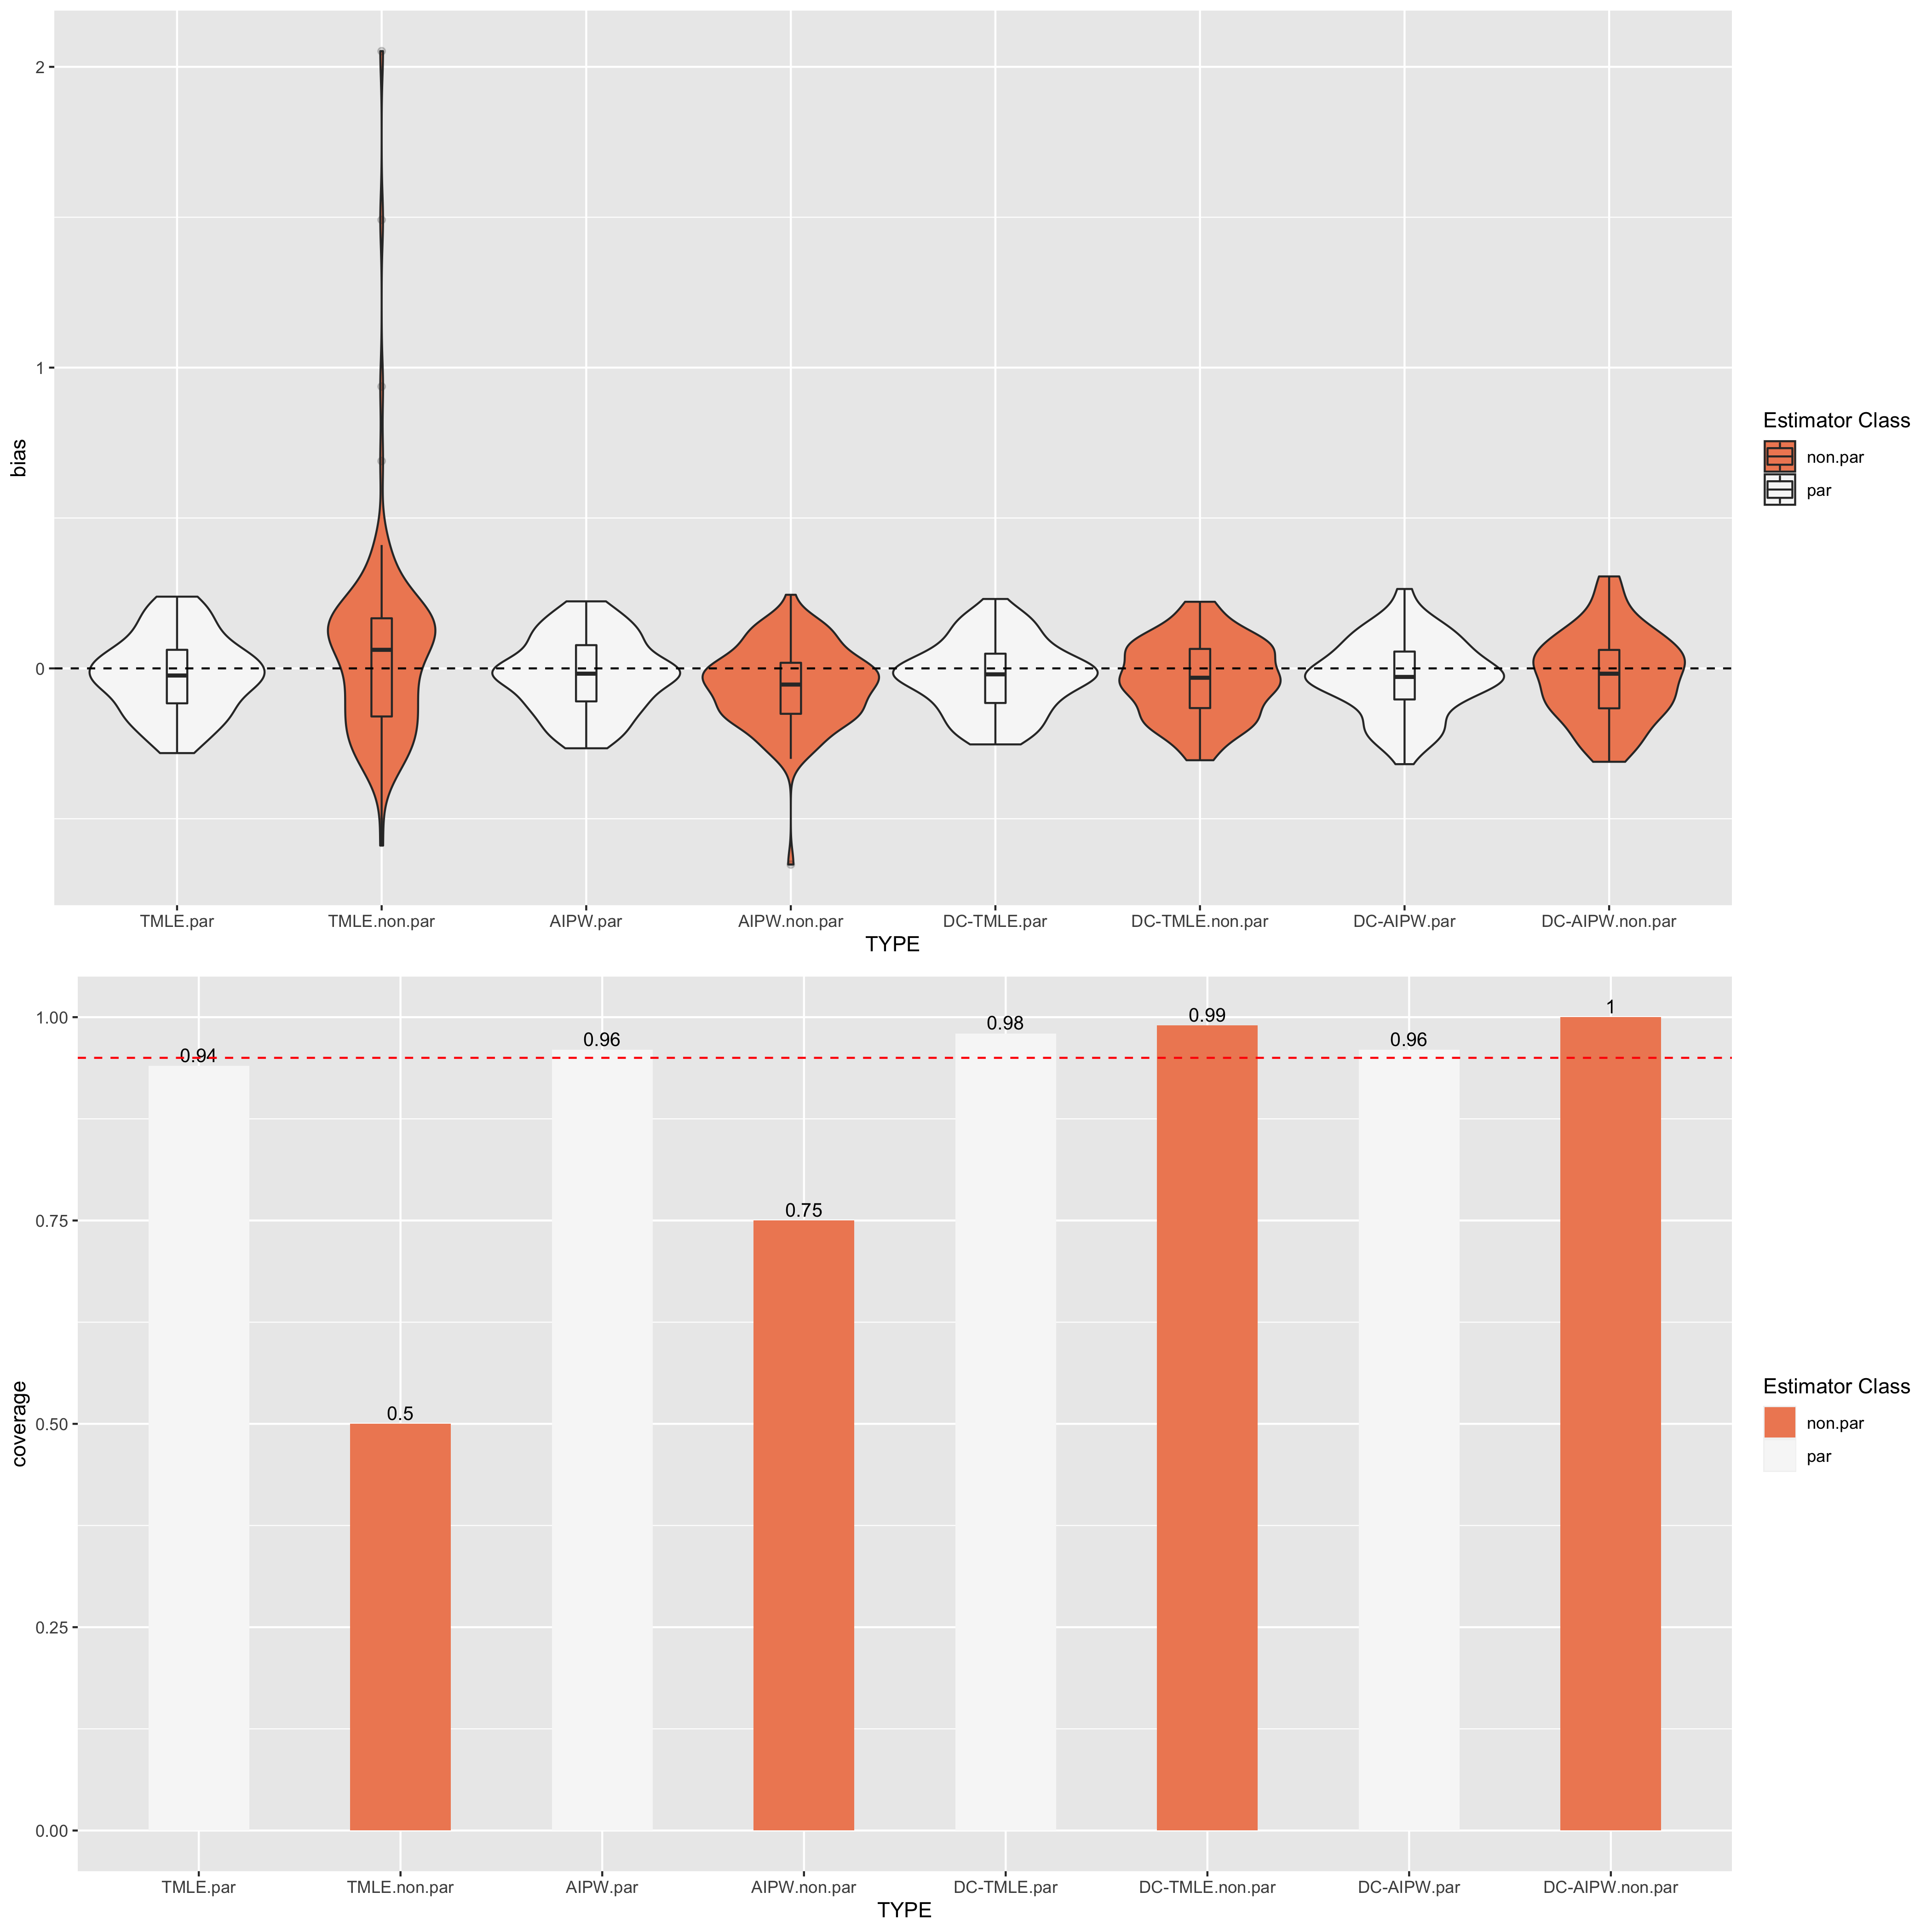 2
1
0
bias
TMLE.par TMLE.non.par AIPW.par AIPW.non.par DC-TMLE.par DC-TMLE.non.par DC-AIPW.par DC-AIPW.non.par
TYPE
Estimator Class
non.par
par
1.00
0.75
0.50
0.25
0.00
coverage
0.94 0.5 0.96 0.75 0.98 0.99 0.96 1
TMLE.par TMLE.non.par AIPW.par AIPW.non.par DC-TMLE.par DC-TMLE.non.par DC-AIPW.par DC-AIPW.non.par
TYPE
Estimator Class
non.par
par